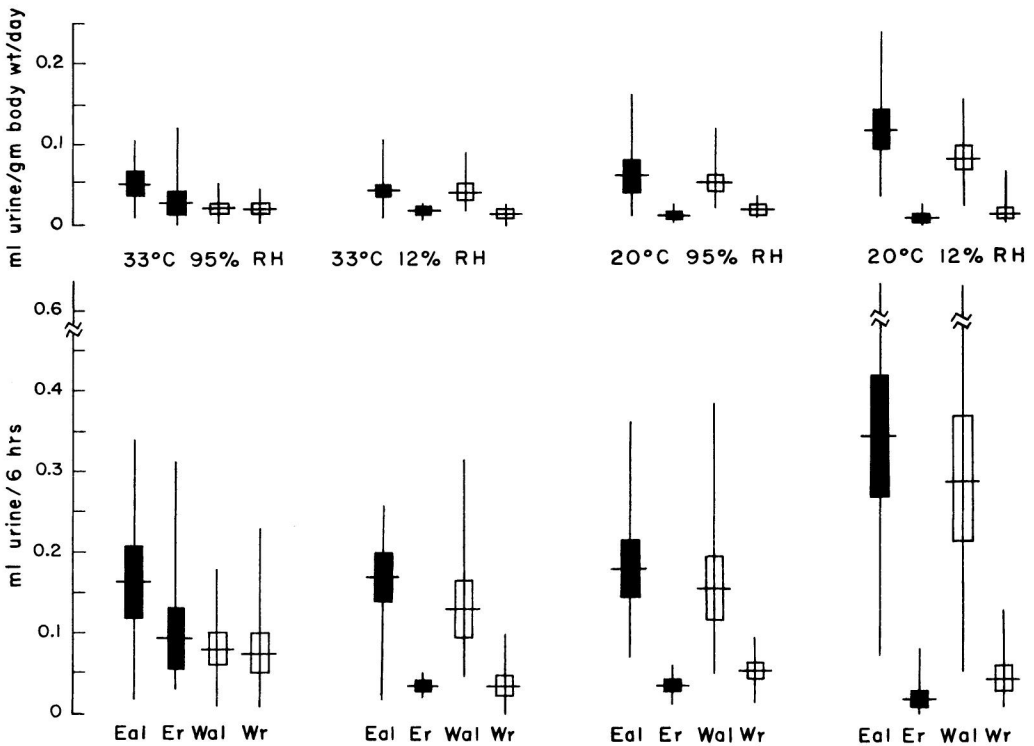 ml urine/gm body wt/day
0.2
0.1
0
33°C 95% RH
33°C 12% RH
20°C 95% RH
20°C 12% RH
ml urine/6 hrs
0.6
0.4
0.3
0.2
0.1
0
Eal Er Wal Wr
Eal Er Wal Wr
Eal Er Wal Wr
Eal Er Wal Wr